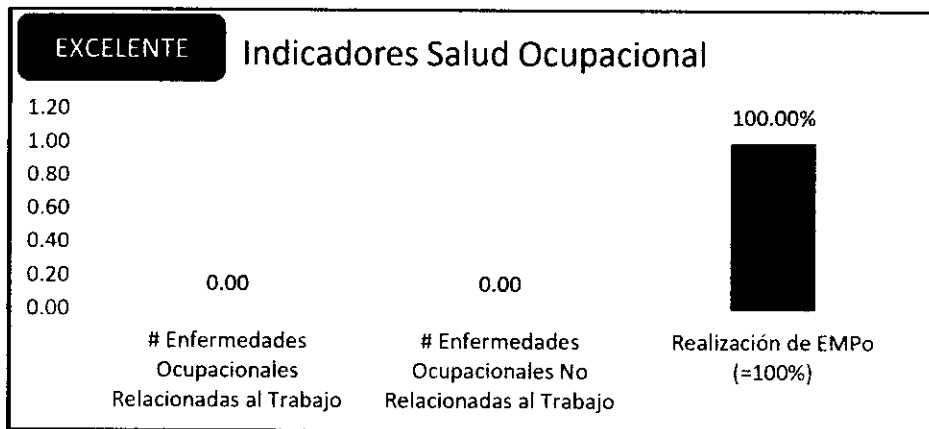 EXCELENTE
Indicadores Salud Ocupacional
1.20
1.00
0.80
0.60
0.40
0.20
0.00
0.00
0.00
100.00%
# Enfermedades
Ocupacionales
Relacionadas al Trabajo
# Enfermedades
Ocupacionales No
Relacionadas al Trabajo
Realización de EMPo
(=100%)